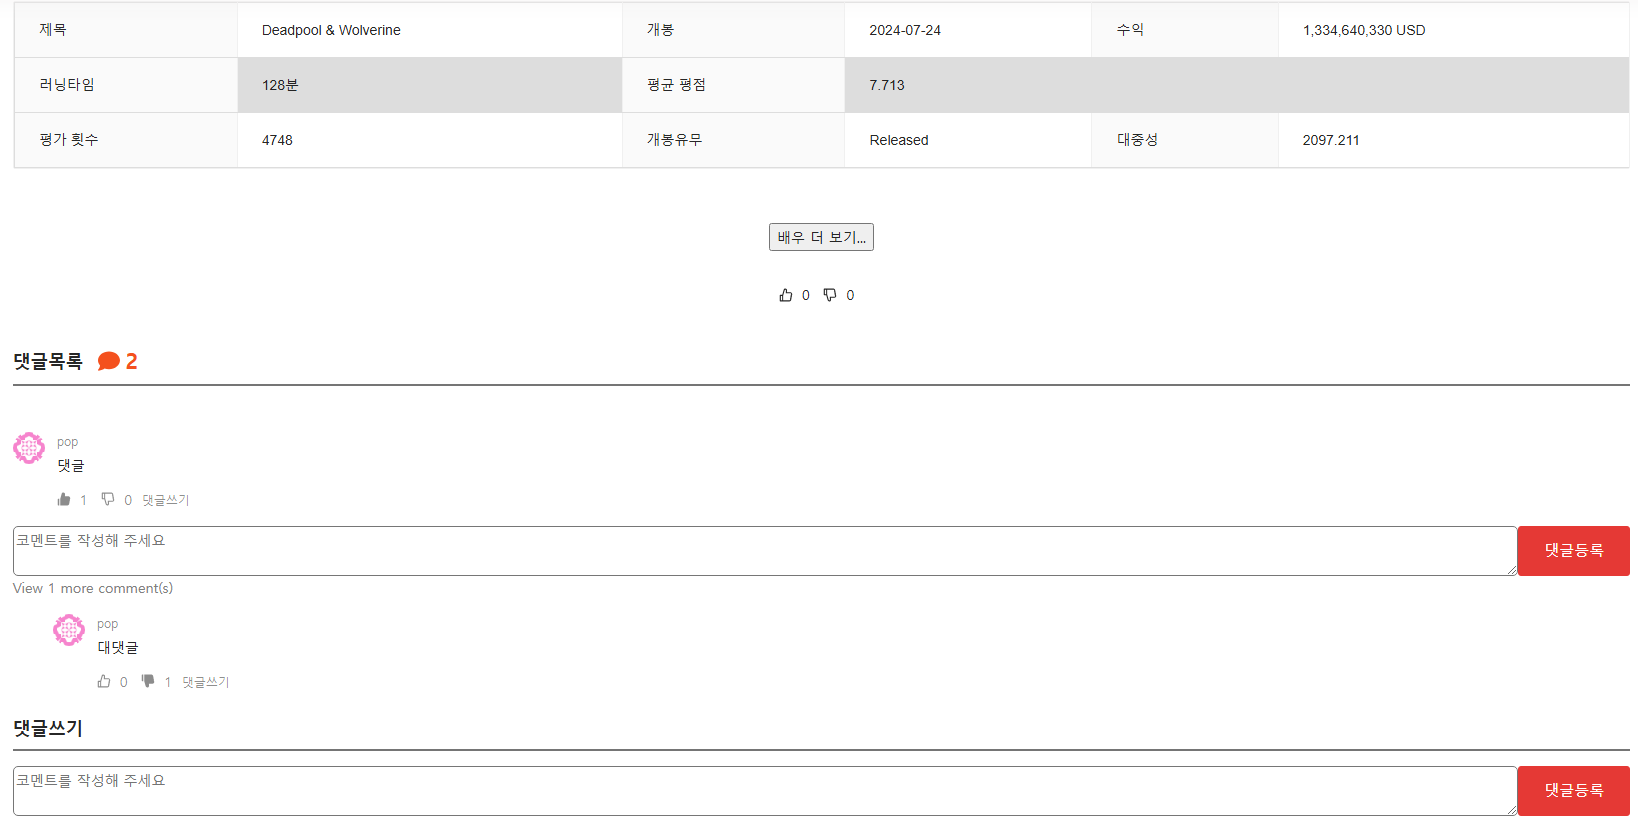 제목 Deadpool & Wolverine 개봉 2024-07-24 수익 1,334,640,330 USD
러닝타임 128분 평균 평점 7.713
평가 횟수 4748 개봉유무 Released 대중성 2097.211
배우 더 보기...
0 0
댓글목록 2
pop
댓글
1 0 댓글쓰기
코멘트를 작성해 주세요 댓글등록
View 1 more comment(s)
pop
대댓글
0 1 댓글쓰기
댓글쓰기
코멘트를 작성해 주세요 댓글등록